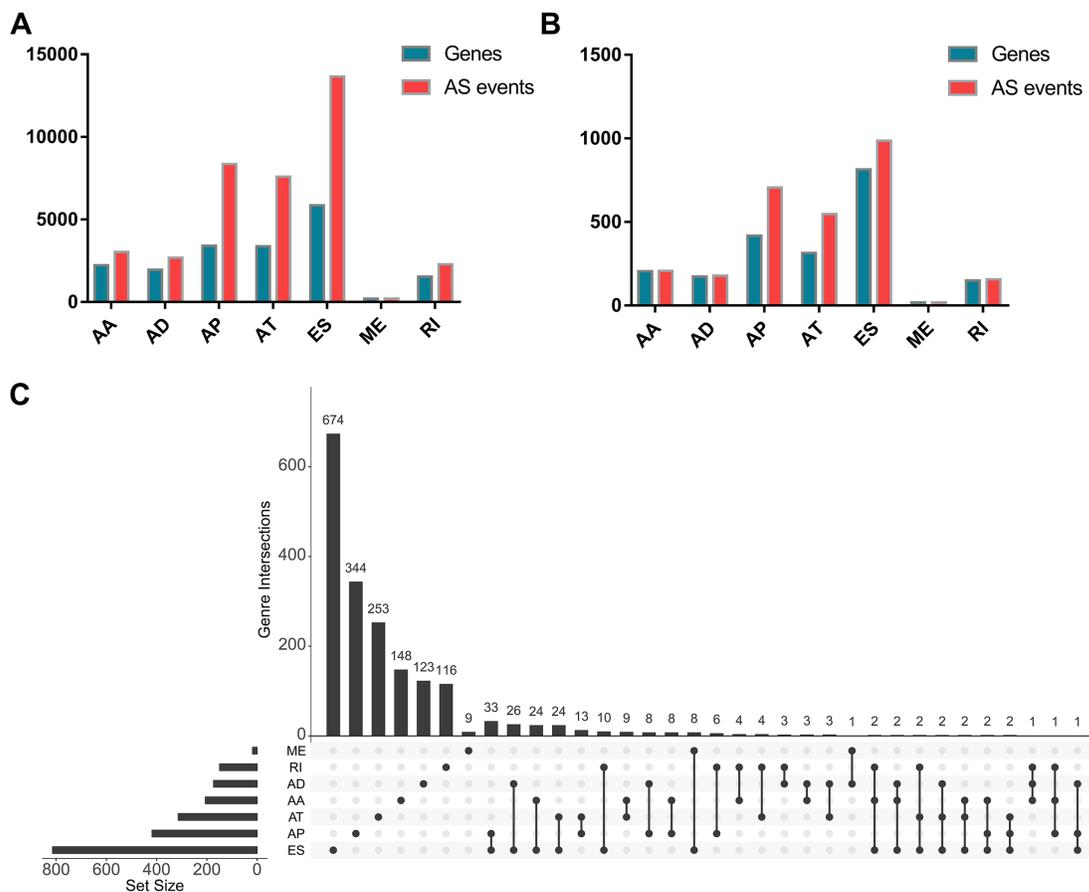 A
15000
10000
5000
0
Genes
AS events
AA AD AP AT ES ME RI
B
1500
1000
500
0
Genes
AS events
AA AD AP AT ES ME RI
C
Genre Intersections
600
400
200
0
674 344 253 148 123 116 9 33 26 24 24 13 10 9 8 8 8 6 4 4 3 3 3 1 2 2 2 2 2 2 2 1 1 1
ME
RI
AD
AA
AT
AP
ES
800 600 400 200 0
Set Size